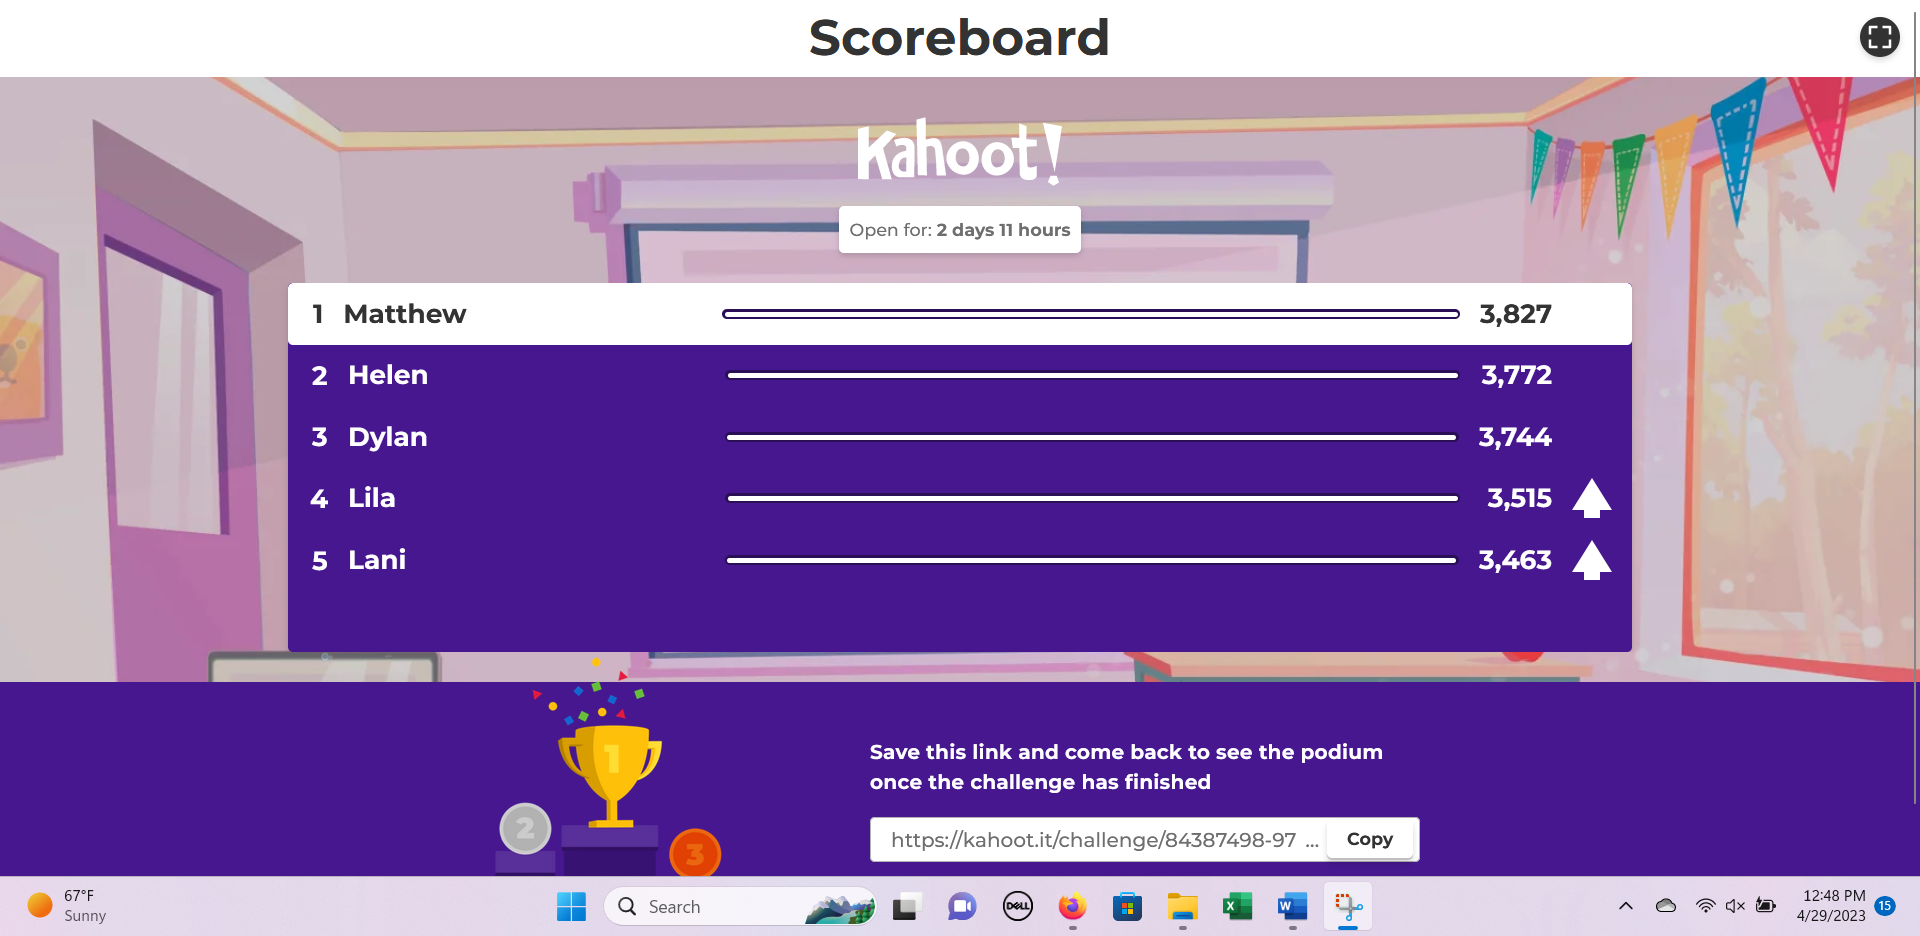 Scoreboard
Kahoot!
Open for: 2 days 11 hours
1 Matthew 3,827
2 Helen 3,772
3 Dylan 3,744
4 Lila 3,515
5 Lani 3,463
1
2
3
Save this link and come back to see the podium
once the challenge has finished
https://kahoot.it/challenge/84387498-97 ... Copy
67°F
Sunny
Search
DELL
X
W
12:48 PM
4/29/2023
15